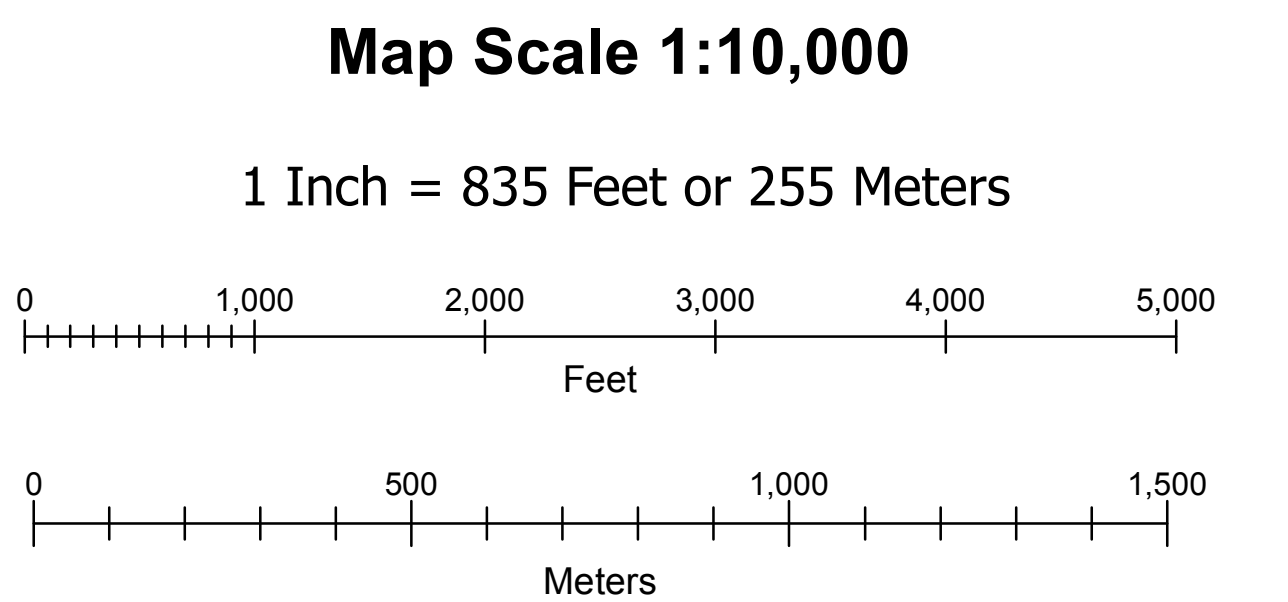 Map Scale 1:10,000
1 Inch = 835 Feet or 255 Meters
0 1,000 2,000 3,000 4,000 5,000
Feet
0 500 1,000 1,500
Meters